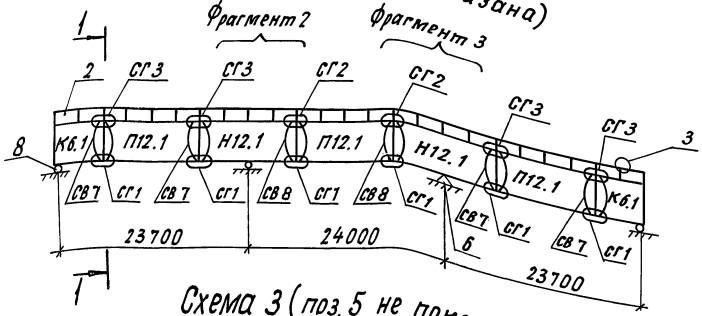 зана)
Фрагмент 2
Фрагмент 3
1
2
СГ3
СГ3
СГ2
СГ2
СГ3
СГ3
3
К6.1
П12.1
Н12.1
П12.1
Н12.1
П12.1
К6.1
8
СВ7
СГ1
СВ7
СГ1
СВ8
СГ1
СВ8
СГ1
СВ7
СГ1
СВ7
СГ1
6
23700
24000
23700
1
Схема 3 (поз. 5 не пока